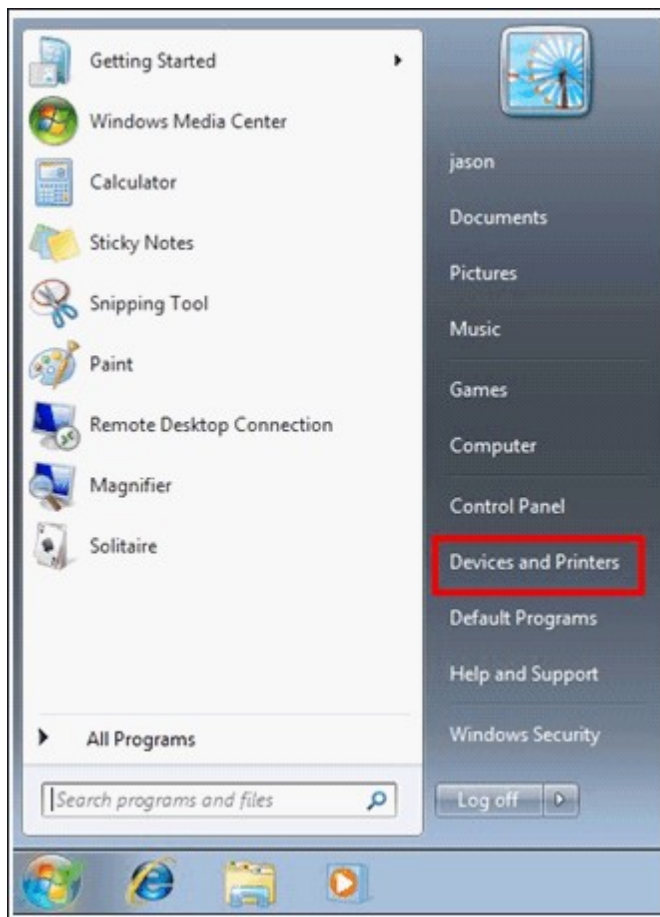 Getting Started
Windows Media Center
Calculator
Sticky Notes
Snipping Tool
Paint
Remote Desktop Connection
Magnifier
Solitaire
All Programs
Search programs and files
jason
Documents
Pictures
Music
Games
Computer
Control Panel
Devices and Printers
Default Programs
Help and Support
Windows Security
Log off